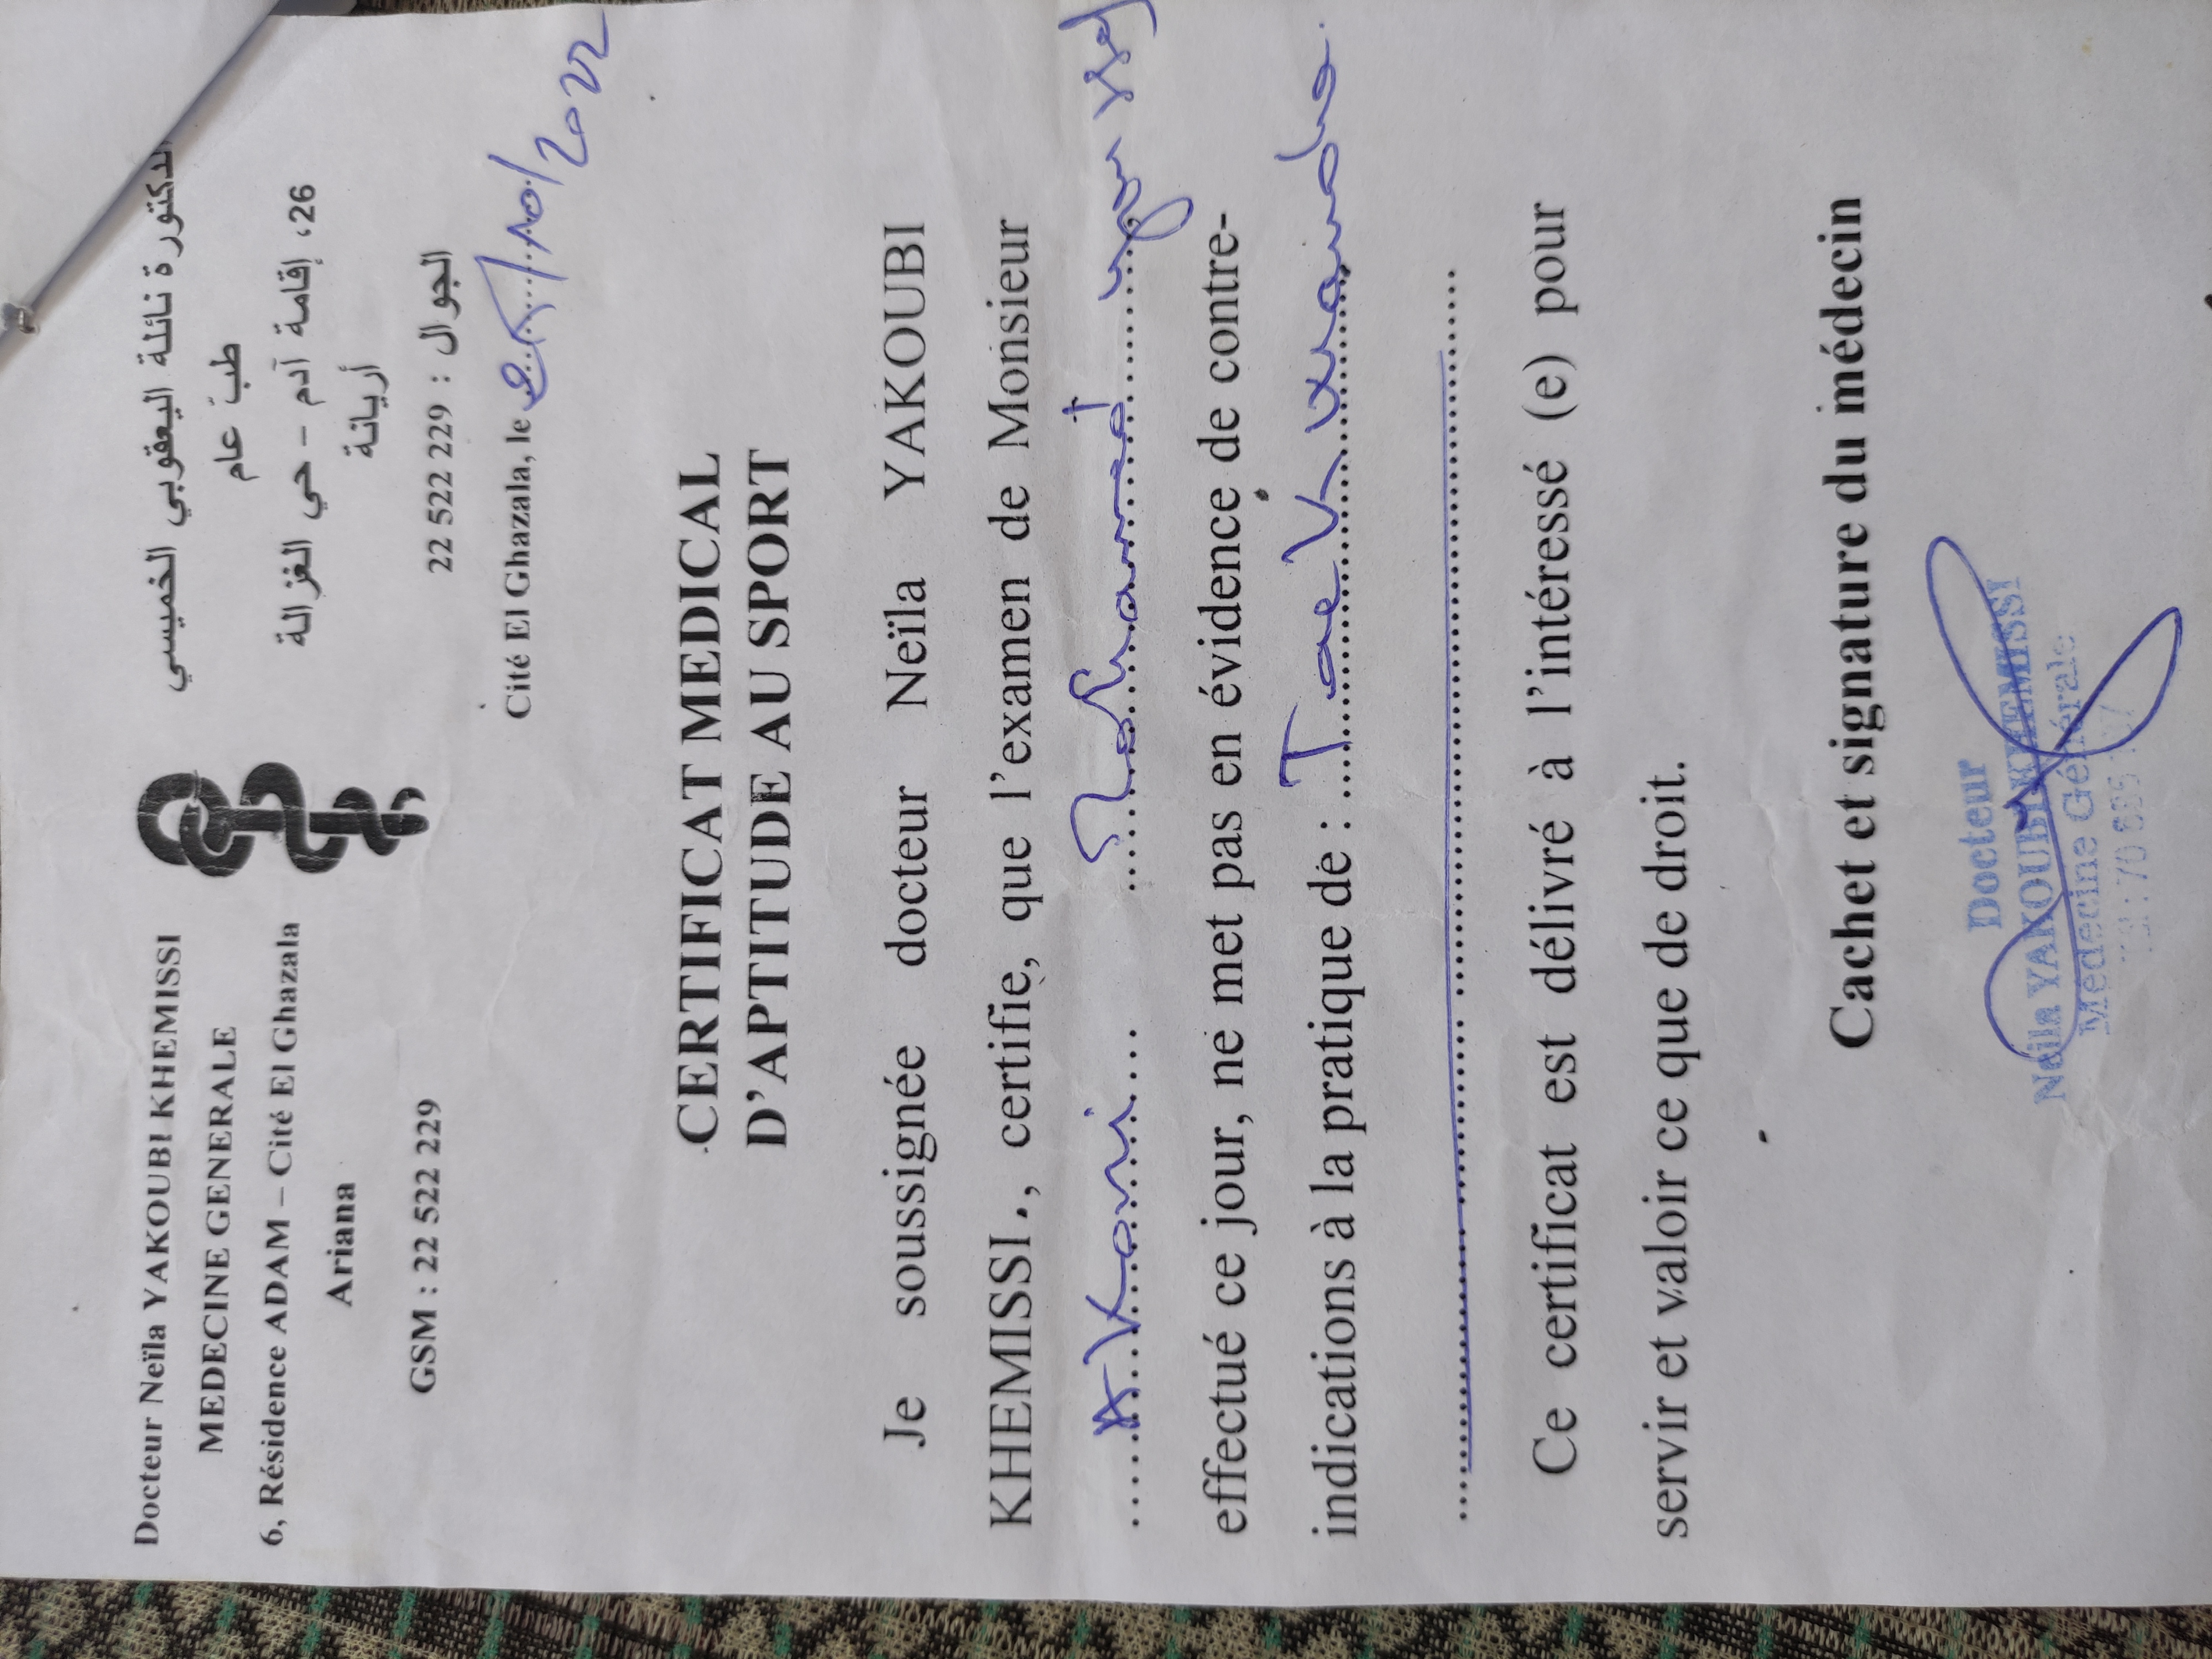 Docteur Neïla YAKOUBI KHEMISSI
MEDECINE GENERALE
6, Résidence ADAM – Cité El Ghazala
Ariana
GSM : 22 522 229
الدكتورة نائلة اليعقوبي الخميسي
طبّ عام
26، إقامة آدم - حي الغزالة
أريانة
الجوال : 229 522 22
Cité El Ghazala, le /10/2022
CERTIFICAT MEDICAL
D'APTITUDE AU SPORT
Je soussignée docteur Neïla YAKOUBI
KHEMISSI., certifie, que l'examen de Monsieur
Mohamed
effectué ce jour, ne met pas en évidence de contre-
indications à la pratique de : Taekwondo.
Ce certificat est délivré à l'intéressé (e) pour
servir et valoir ce que de droit.
Cachet et signature du médecin
Docteur
Neila YAKOUBI KHEMISSI
Médecine Générale